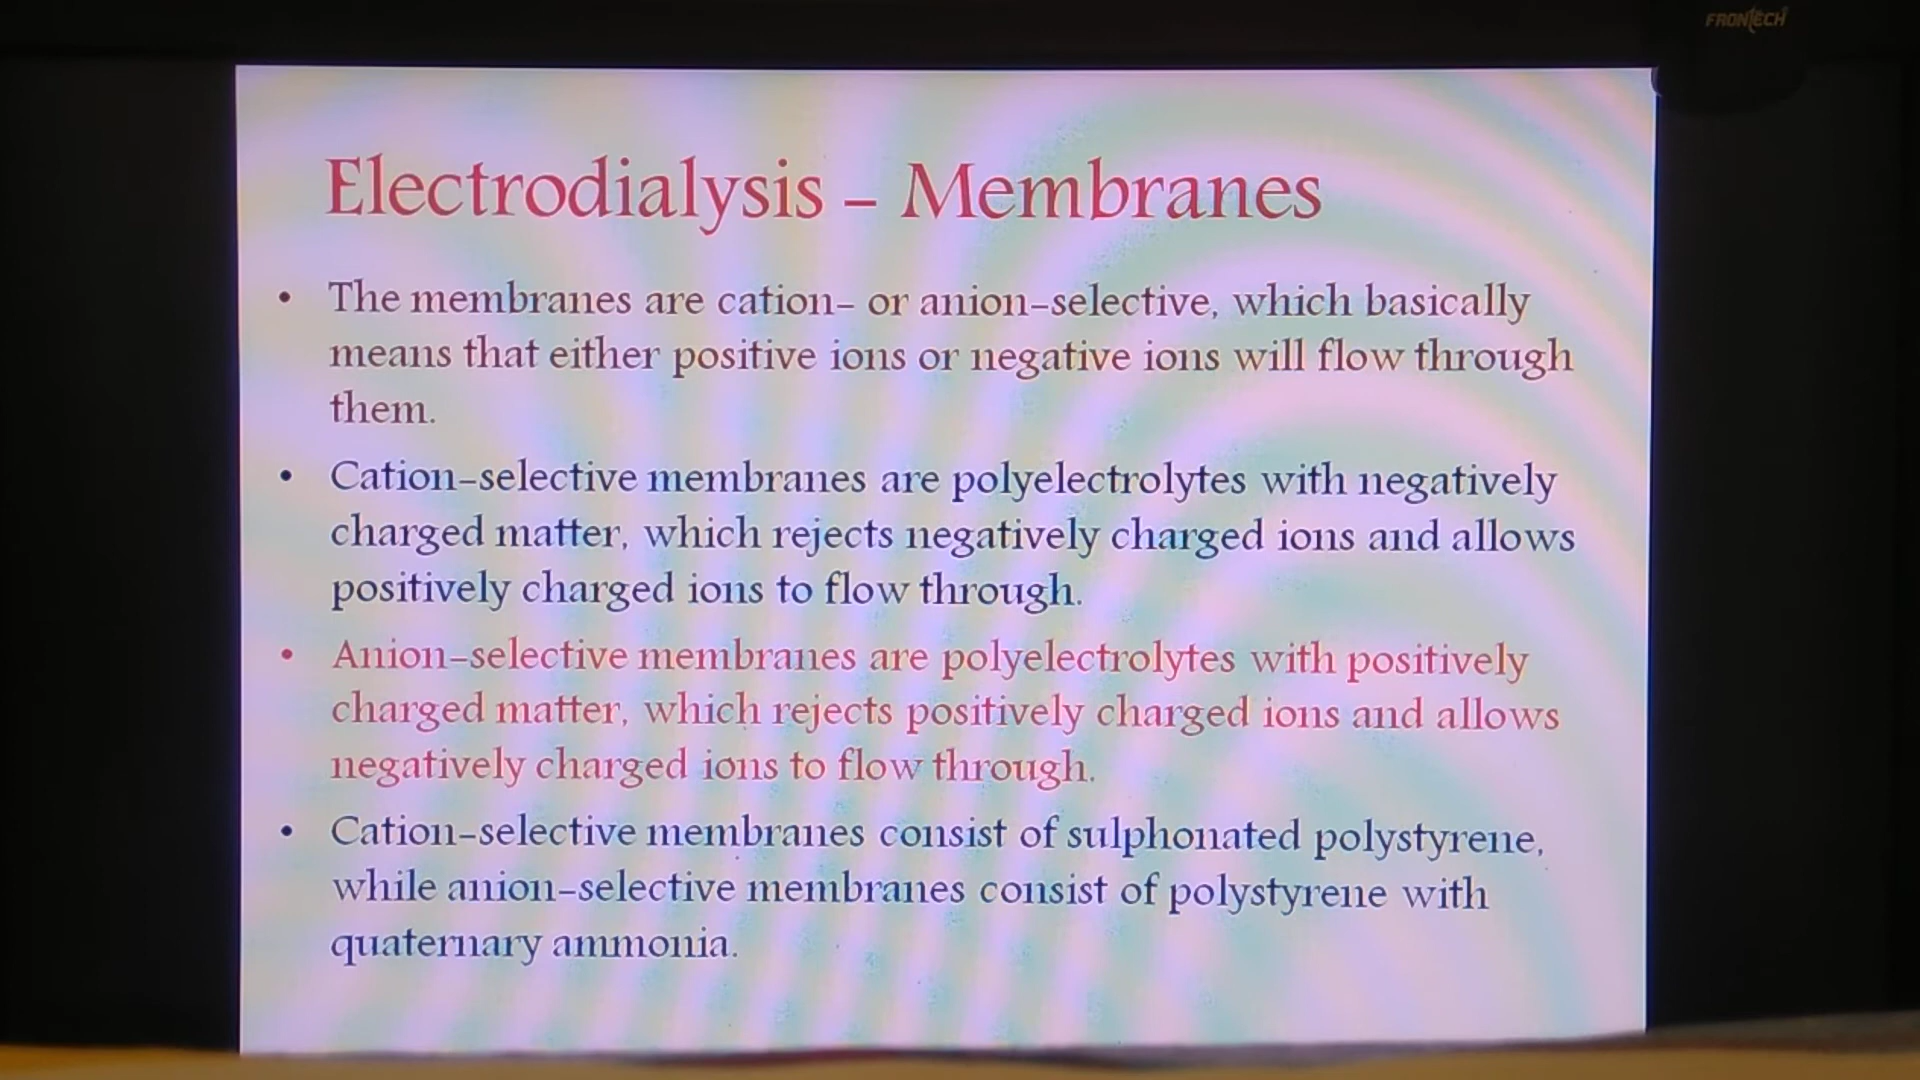 FRONTECH
Electrodialysis – Membranes
• The membranes are cation– or anion–selective, which basically
means that either positive ions or negative ions will flow through
them.
• Cation–selective membranes are polyelectrolytes with negatively
charged matter, which rejects negatively charged ions and allows
positively charged ions to flow through.
• Anion–selective membranes are polyelectrolytes with positively
charged matter, which rejects positively charged ions and allows
negatively charged ions to flow through.
• Cation–selective membranes consist of sulphonated polystyrene,
while anion–selective membranes consist of polystyrene with
quaternary ammonia.